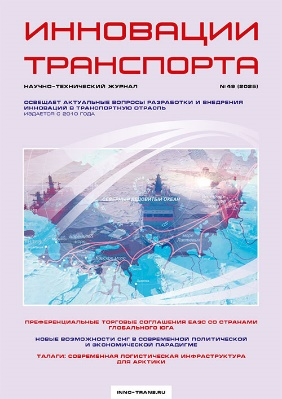 ИННОВАЦИИ
ТРАНСПОРТА
НАУЧНО-ТЕХНИЧЕСКИЙ ЖУРНАЛ №49 (2025)
ОСВЕЩАЕТ АКТУАЛЬНЫЕ ВОПРОСЫ РАЗРАБОТКИ И ВНЕДРЕНИЯ
ИННОВАЦИЙ В ТРАНСПОРТНУЮ ОТРАСЛЬ
ИЗДАЕТСЯ С 2010 ГОДА
СЕВЕРНЫЙ ЛЕДОВИТЫЙ ОКЕАН
ПРЕФЕРЕНЦИАЛЬНЫЕ ТОРГОВЫЕ СОГЛАШЕНИЯ ЕАЭС СО СТРАНАМИ
ГЛОБАЛЬНОГО ЮГА
НОВЫЕ ВОЗМОЖНОСТИ СНГ В СОВРЕМЕННОЙ ПОЛИТИЧЕСКОЙ
И ЭКОНОМИЧЕСКОЙ ПАРАДИГМЕ
ТАЛАГИ: СОВРЕМЕННАЯ ЛОГИСТИЧЕСКАЯ ИНФРАСТРУКТУРА
ДЛЯ АРКТИКИ
INNO-TRANS.RU